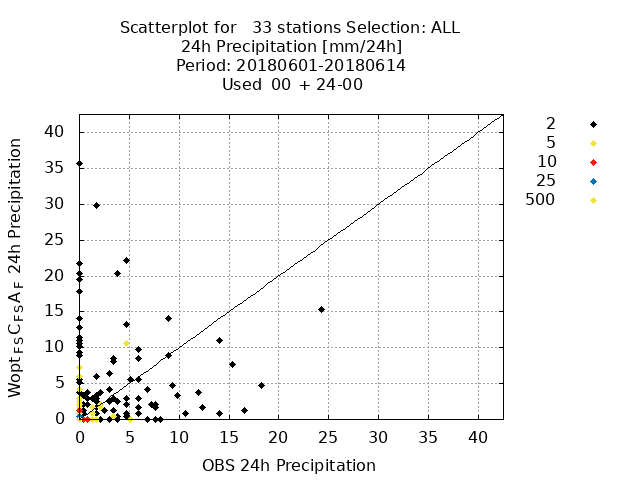 Scatterplot for   33 stations Selection: ALL
24h Precipitation [mm/24h]
Period: 20180601-20180614
Used  00  + 24-00
2
5
10
25
500
40
35
30
25
20
15
10
5
0
Wopt FS C FS A F 24h Precipitation
0 5 10 15 20 25 30 35 40
OBS 24h Precipitation